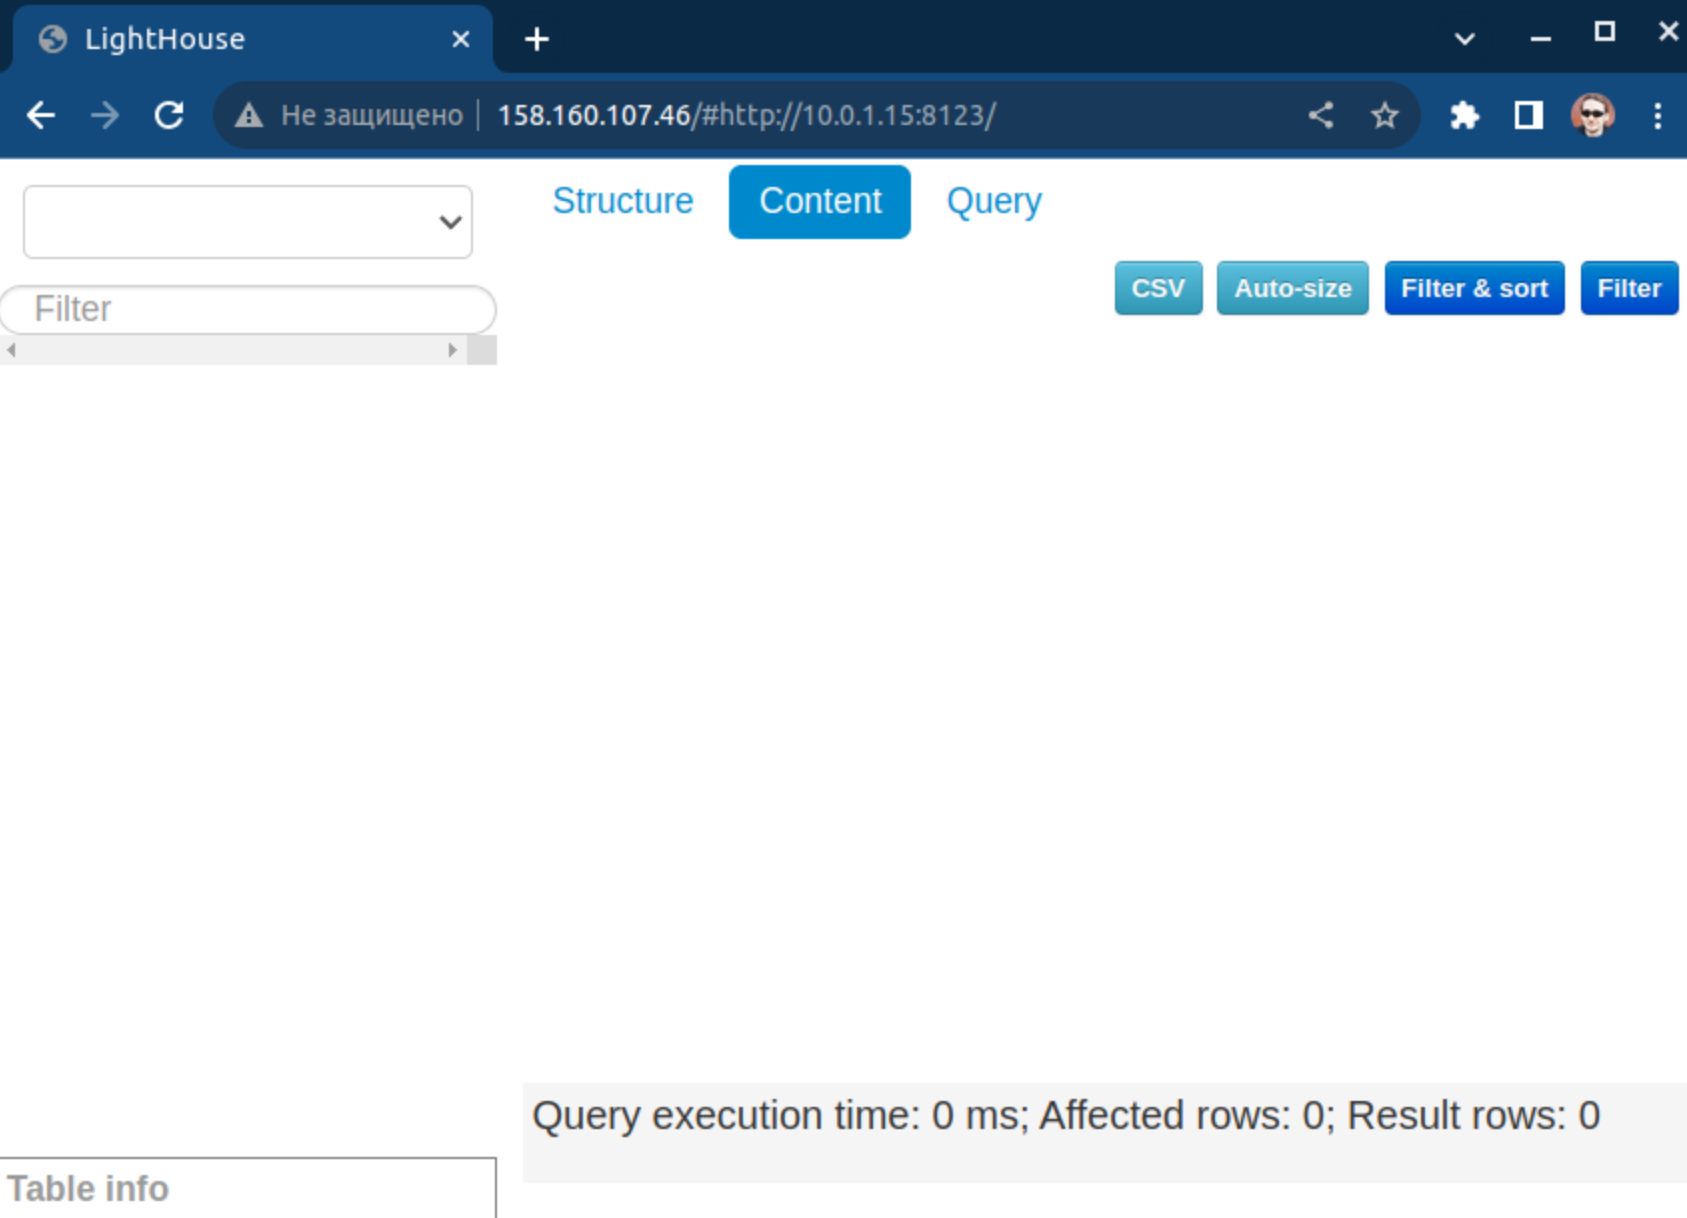 LightHouse
Не защищено | 158.160.107.46/#http://10.0.1.15:8123/
Structure Content Query
CSV Auto-size Filter & sort Filter
Filter
Query execution time: 0 ms; Affected rows: 0; Result rows: 0
Table info